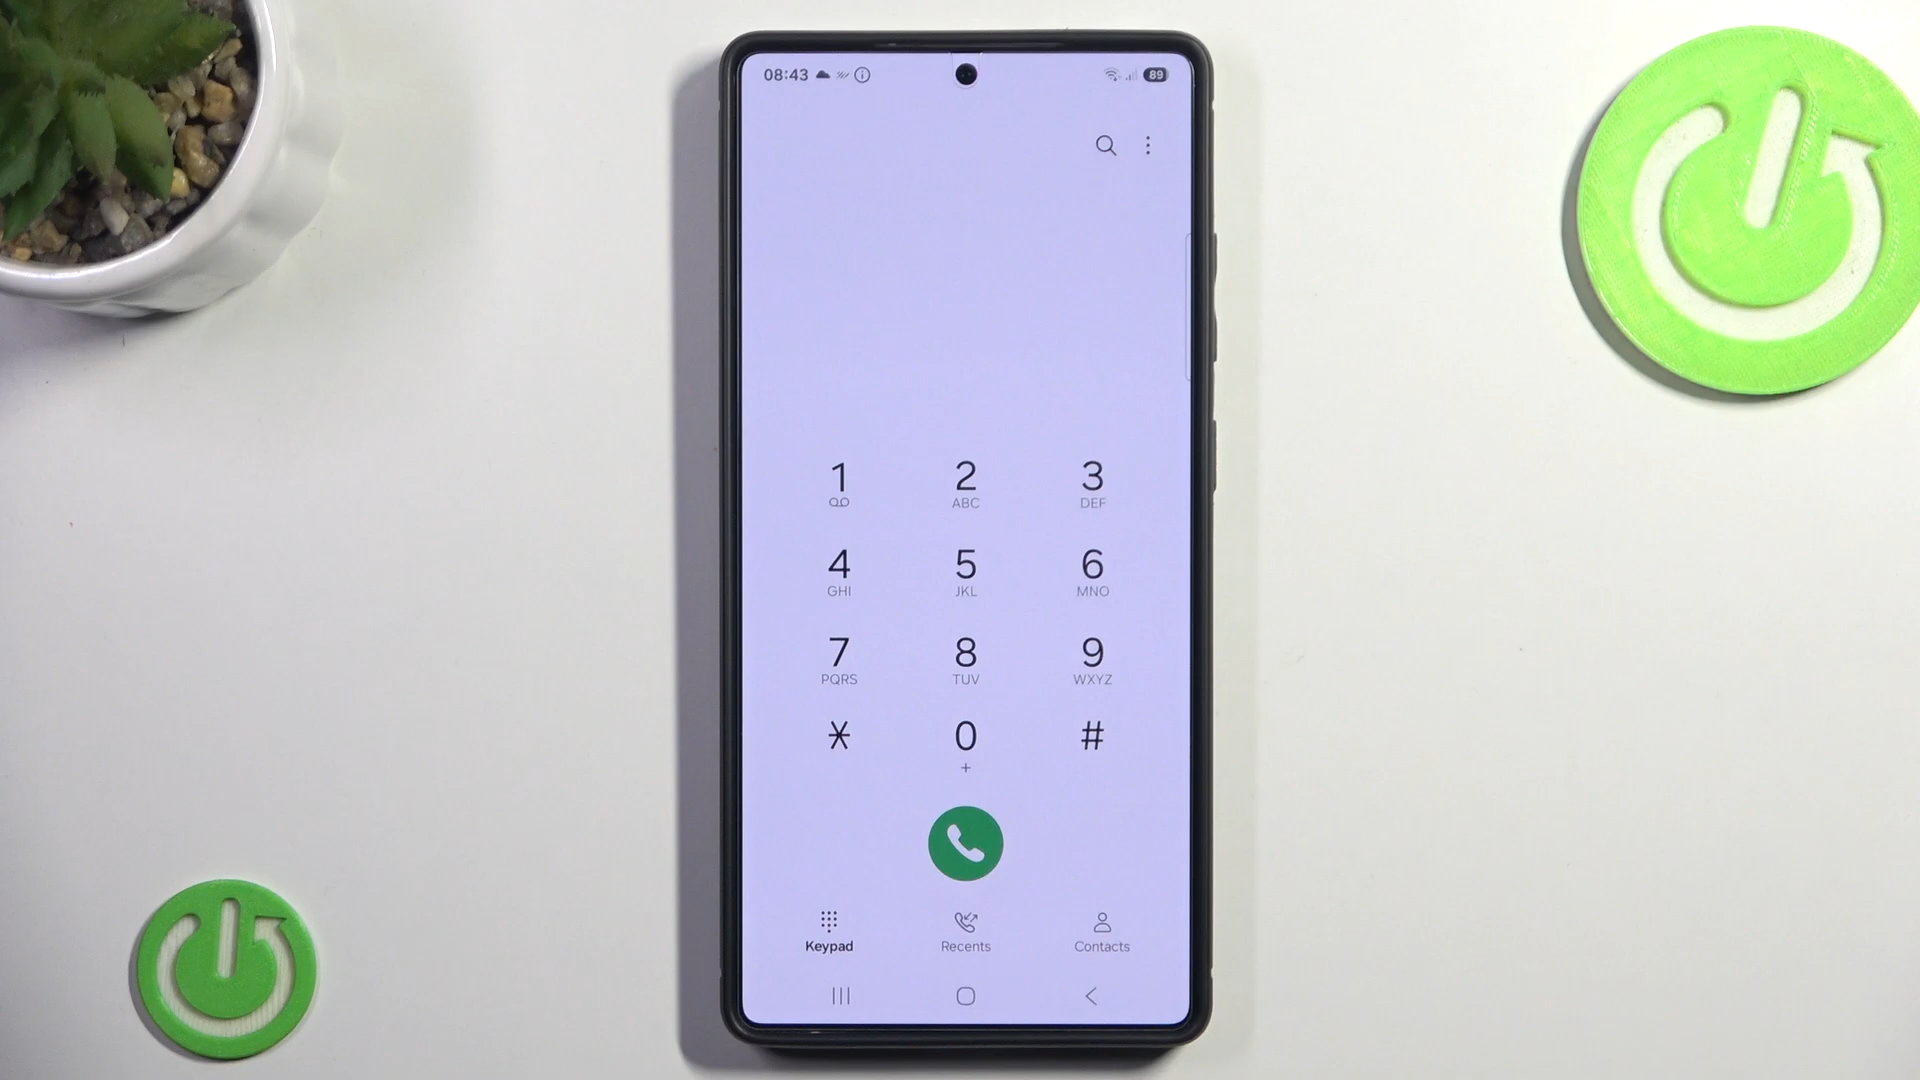 08:43
89
1 2 3
ABC DEF
4 5 6
GHI JKL MNO
7 8 9
PQRS TUV WXYZ
* 0 #
+
Keypad Recents Contacts